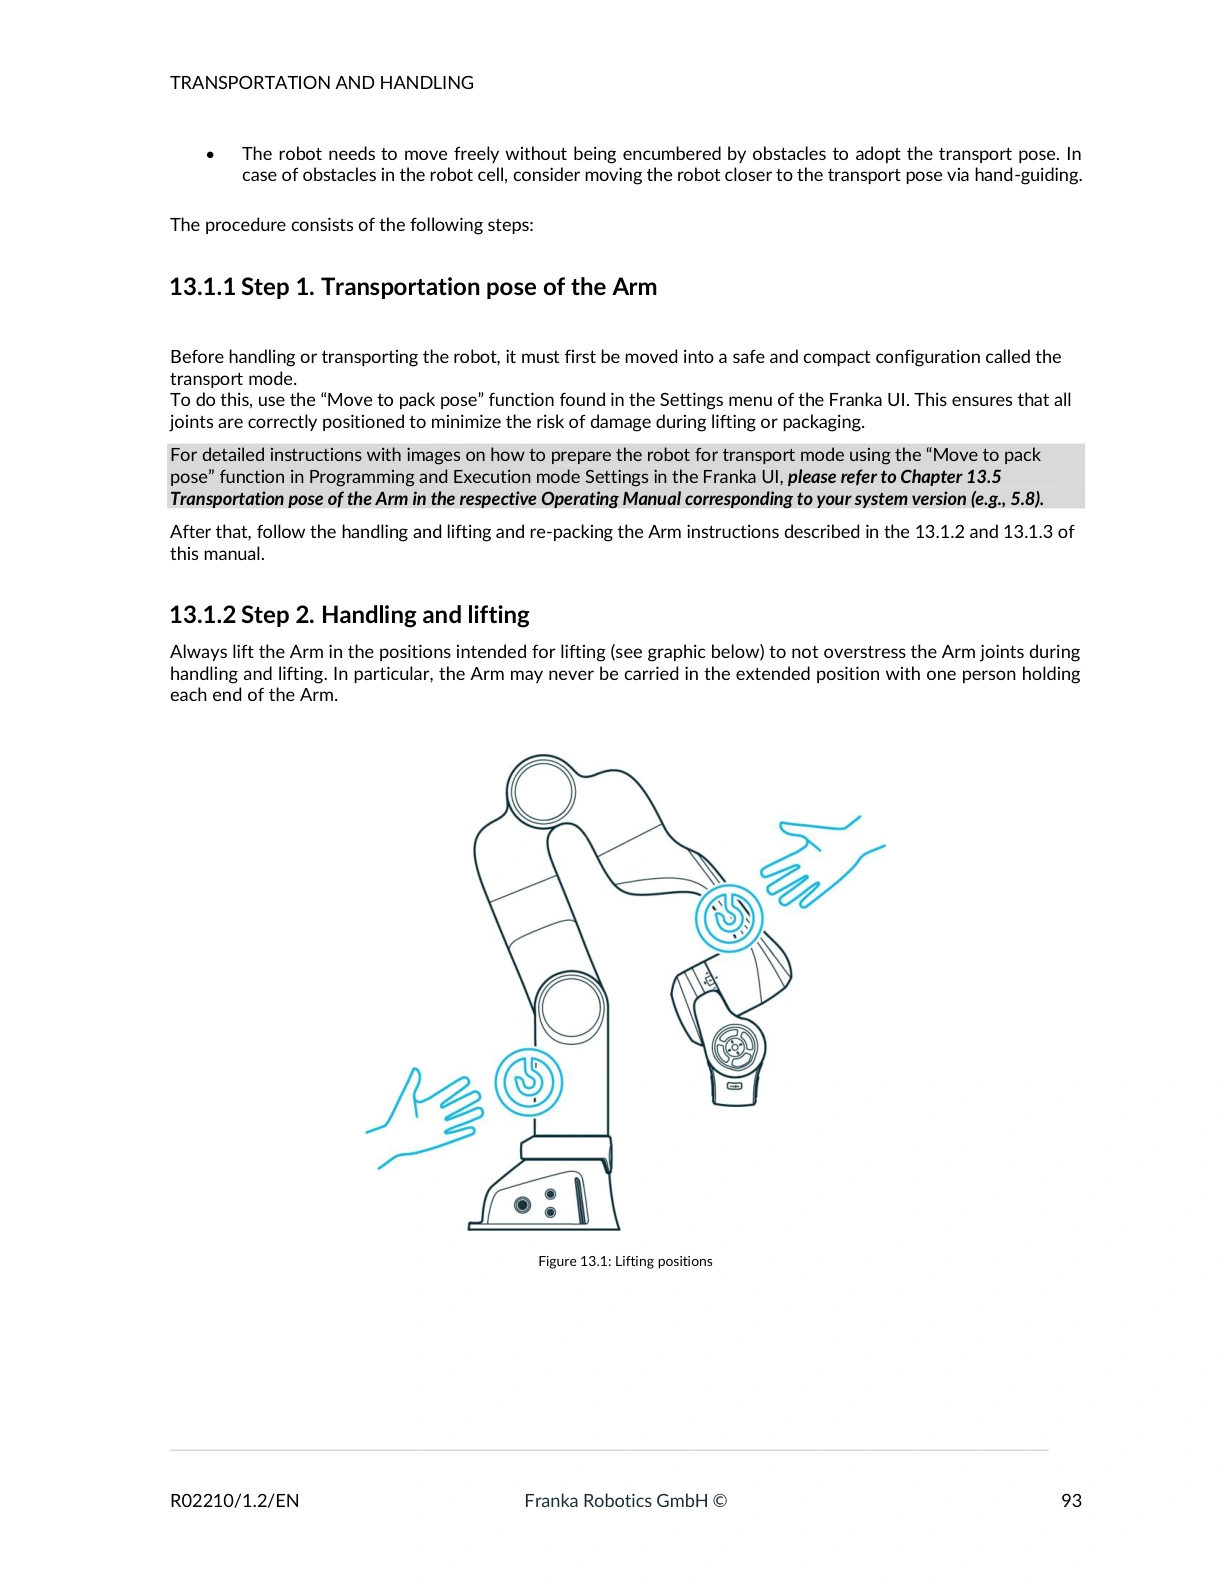 TRANSPORTATION AND HANDLING
• The robot needs to move freely without being encumbered by obstacles to adopt the transport pose. In
case of obstacles in the robot cell, consider moving the robot closer to the transport pose via hand-guiding.
The procedure consists of the following steps:
13.1.1 Step 1. Transportation pose of the Arm
Before handling or transporting the robot, it must first be moved into a safe and compact configuration called the
transport mode.
To do this, use the “Move to pack pose” function found in the Settings menu of the Franka UI. This ensures that all
joints are correctly positioned to minimize the risk of damage during lifting or packaging.
For detailed instructions with images on how to prepare the robot for transport mode using the “Move to pack
pose” function in Programming and Execution mode Settings in the Franka UI, please refer to Chapter 13.5
Transportation pose of the Arm in the respective Operating Manual corresponding to your system version (e.g., 5.8).
After that, follow the handling and lifting and re-packing the Arm instructions described in the 13.1.2 and 13.1.3 of
this manual.
13.1.2 Step 2. Handling and lifting
Always lift the Arm in the positions intended for lifting (see graphic below) to not overstress the Arm joints during
handling and lifting. In particular, the Arm may never be carried in the extended position with one person holding
each end of the Arm.
Figure 13.1: Lifting positions
R02210/1.2/EN
Franka Robotics GmbH ©
93